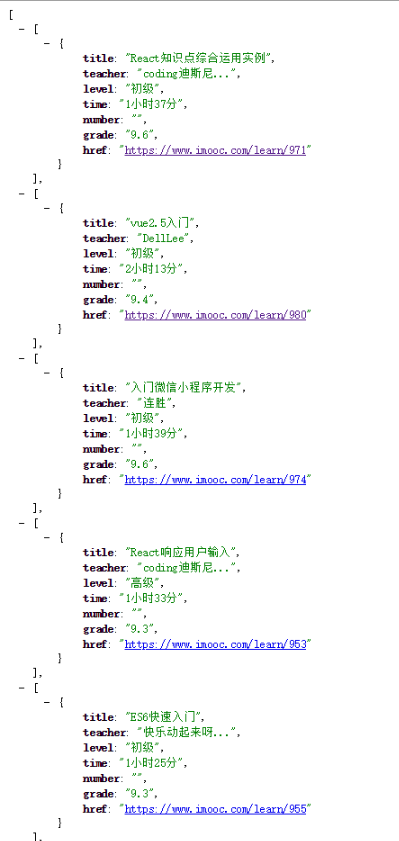 [
- [
- {
title: "React知识点综合运用实例",
teacher: "coding迪斯尼...",
level: "初级",
time: "1小时37分",
number: "",
grade: "9.6",
href: "https://www.imooc.com/learn/971"
}
],
- [
- {
title: "vue2.5入门",
teacher: "DellLee",
level: "初级",
time: "2小时13分",
number: "",
grade: "9.4",
href: "https://www.imooc.com/learn/980"
}
],
- [
- {
title: "入门微信小程序开发",
teacher: "连胜",
level: "初级",
time: "1小时39分",
number: "",
grade: "9.6",
href: "https://www.imooc.com/learn/974"
}
],
- [
- {
title: "React响应用户输入",
teacher: "coding迪斯尼...",
level: "高级",
time: "1小时33分",
number: "",
grade: "9.3",
href: "https://www.imooc.com/learn/953"
}
],
- [
- {
title: "ES6快速入门",
teacher: "快乐动起来呀...",
level: "初级",
time: "1小时25分",
number: "",
grade: "9.3",
href: "https://www.imooc.com/learn/955"
}
],